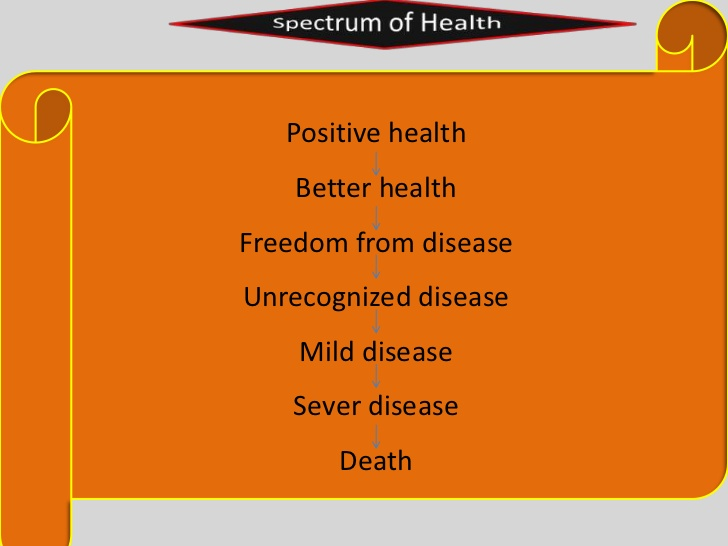 Spectrum of Health
Positive health
Better health
Freedom from disease
Unrecognized disease
Mild disease
Sever disease
Death